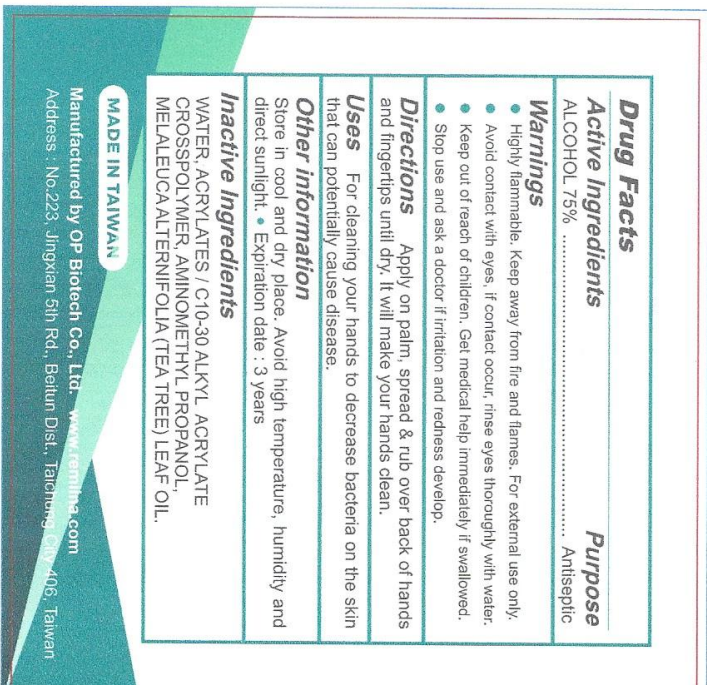 Drug Facts
Active Ingredients Purpose
ALCOHOL 75% ........................................................ Antiseptic
Warnings
• Highly flammable. Keep away from fire and flames. For external use only.
• Avoid contact with eyes, if contact occur, rinse eyes thoroughly with water.
• Keep out of reach of children. Get medical help immediately if swallowed.
• Stop use and ask a doctor if irritation and redness develop.
Directions Apply on palm, spread & rub over back of hands
and fingertips until dry. It will make your hands clean.
Uses For cleaning your hands to decrease bacteria on the skin
that can potentially cause disease.
Other information
Store in cool and dry place. Avoid high temperature, humidity and
direct sunlight. • Expiration date : 3 years
Inactive Ingredients
WATER, ACRYLATES / C10-30 ALKYL ACRYLATE
CROSSPOLYMER, AMINOMETHYL PROPANOL,
MELALEUCA ALTERNIFOLIA (TEA TREE) LEAF OIL.
MADE IN TAIWAN
Manufactured by OP Biotech Co., Ltd. www.remilna.com
Address : No.223, Jingxian 5th Rd., Beitun Dist., Taichung City 406, Taiwan